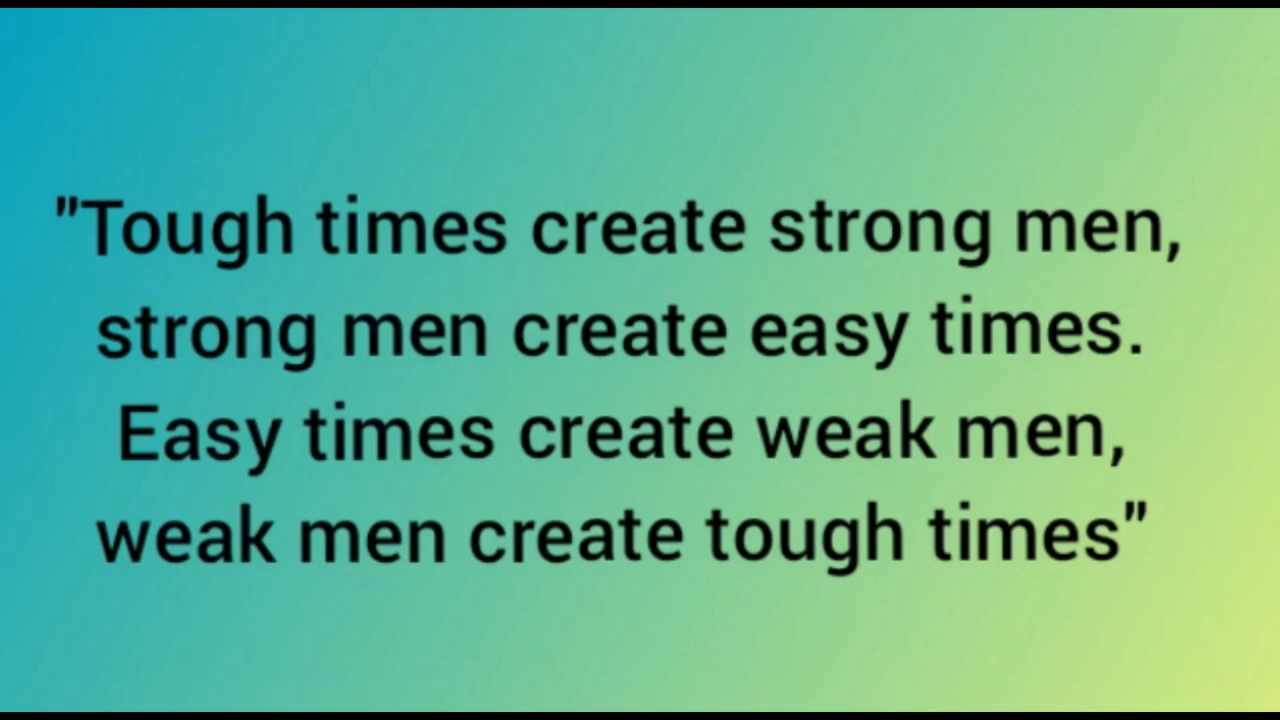 "Tough times create strong men,
strong men create easy times.
Easy times create weak men,
weak men create tough times"